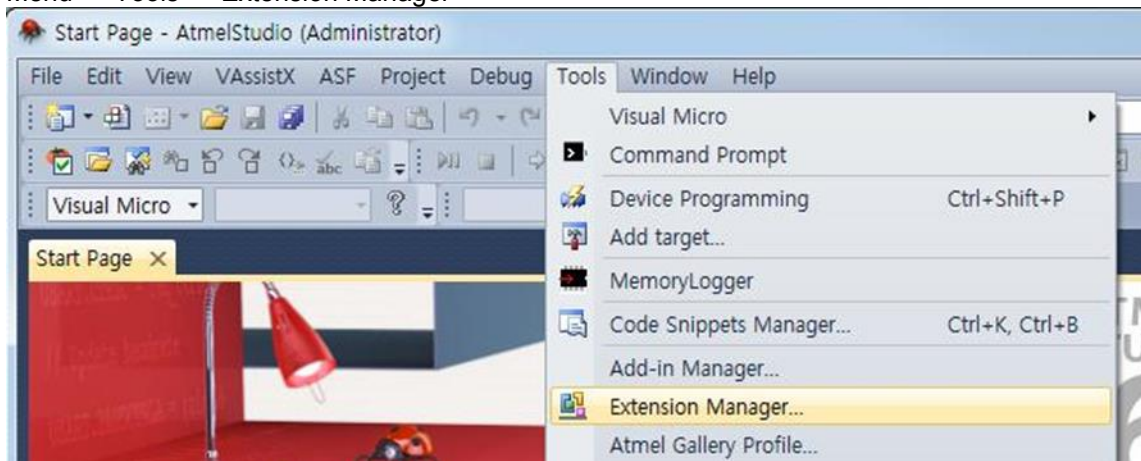 Start Page - AtmelStudio (Administrator)
File Edit View VAssistX ASF Project Debug Tools Window Help
Visual Micro
Command Prompt
Device Programming Ctrl+Shift+P
Visual Micro
Add target...
Start Page
MemoryLogger
Code Snippets Manager... Ctrl+K, Ctrl+B
Add-in Manager...
Extension Manager...
Atmel Gallery Profile...